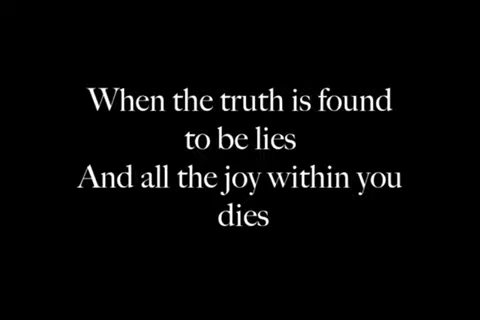 When the truth is found
to be lies
And all the joy within you
dies